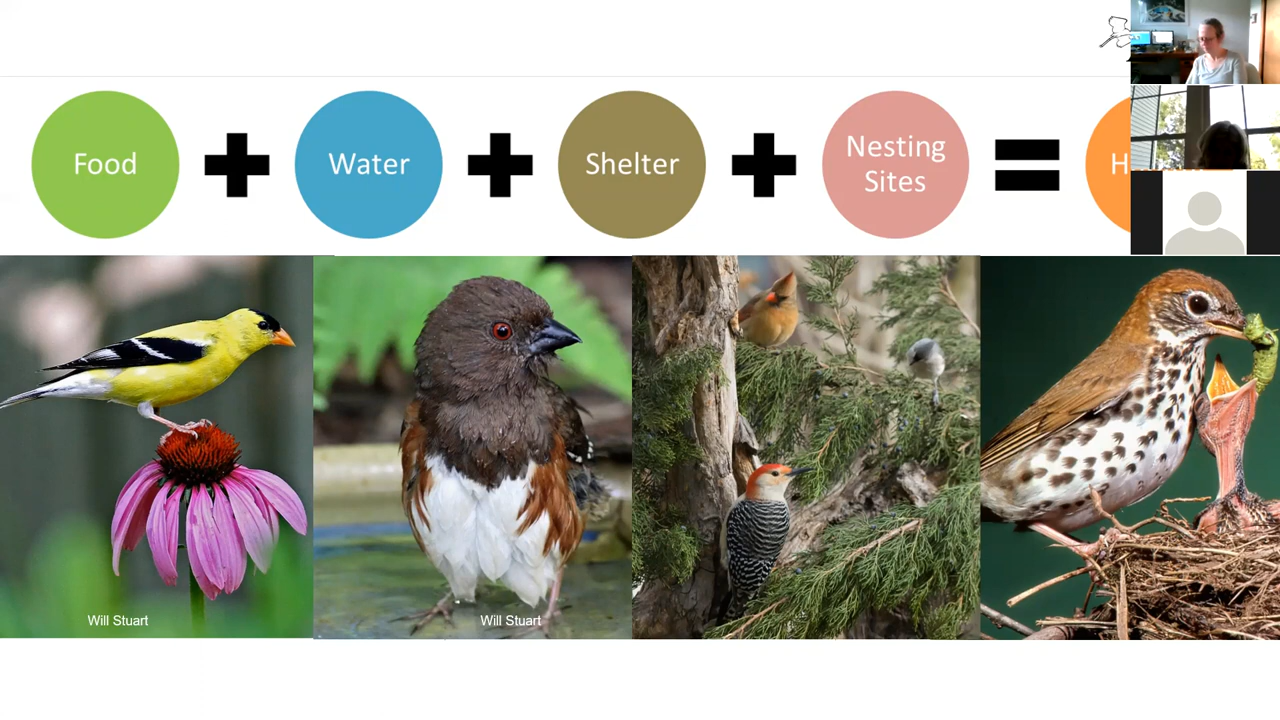 Food
Water
Shelter
Nesting
Sites
Will Stuart
Will Stuart